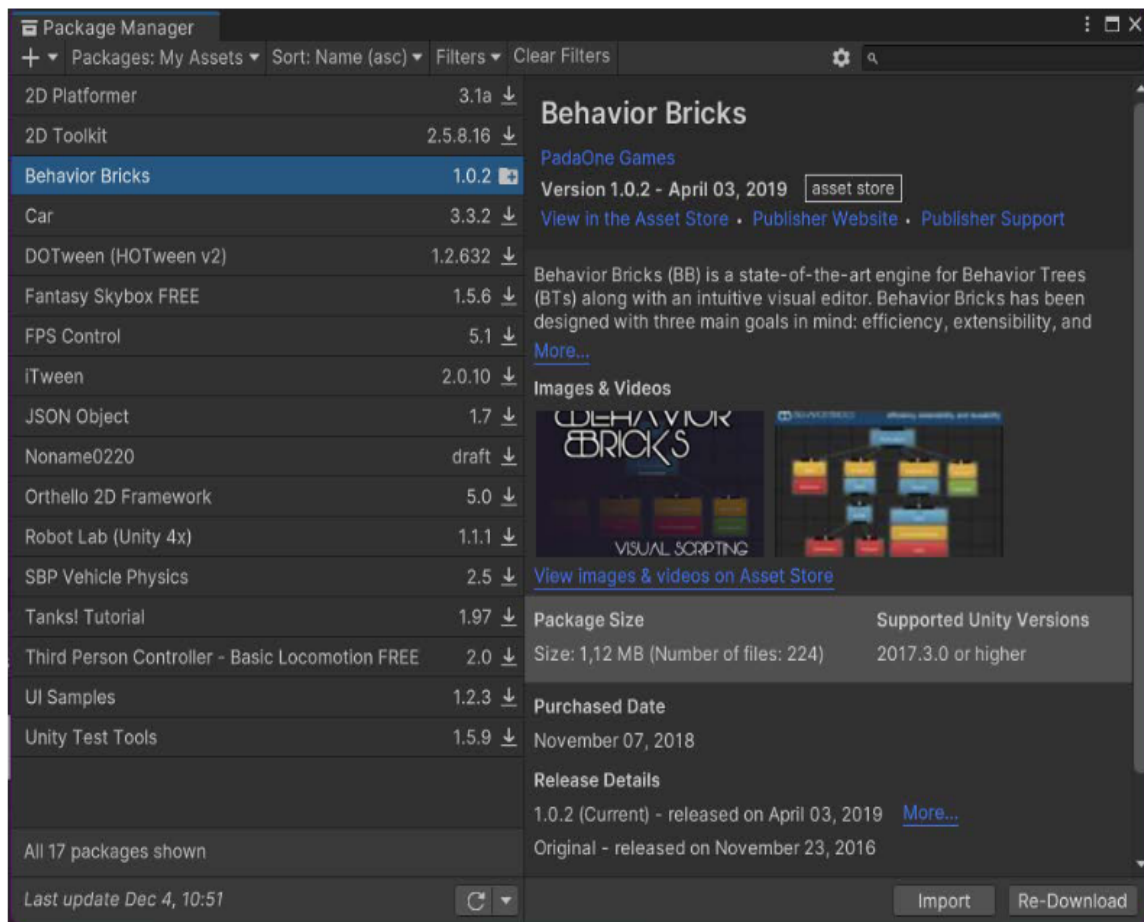 Package Manager
+ Packages: My Assets Sort: Name (asc) Filters Clear Filters
2D Platformer 3.1a
2D Toolkit 2.5.8.16
Behavior Bricks 1.0.2
Car 3.3.2
DOTween (HOTween v2) 1.2.632
Fantasy Skybox FREE 1.5.6
FPS Control 5.1
iTween 2.0.10
JSON Object 1.7
Noname0220 draft
Orthello 2D Framework 5.0
Robot Lab (Unity 4x) 1.1.1
SBP Vehicle Physics 2.5
Tanks! Tutorial 1.97
Third Person Controller - Basic Locomotion FREE 2.0
UI Samples 1.2.3
Unity Test Tools 1.5.9
All 17 packages shown
Last update Dec 4, 10:51
Behavior Bricks
PadaOne Games
Version 1.0.2 - April 03, 2019 asset store
View in the Asset Store • Publisher Website • Publisher Support
Behavior Bricks (BB) is a state-of-the-art engine for Behavior Trees
(BTs) along with an intuitive visual editor. Behavior Bricks has been
designed with three main goals in mind: efficiency, extensibility, and
More...
Images & Videos
BEHAVIOR
BRICKS
VISUAL SCRIPTING
View images & videos on Asset Store
Package Size Supported Unity Versions
Size: 1,12 MB (Number of files: 224) 2017.3.0 or higher
Purchased Date
November 07, 2018
Release Details
1.0.2 (Current) - released on April 03, 2019 More...
Original - released on November 23, 2016
Import Re-Download